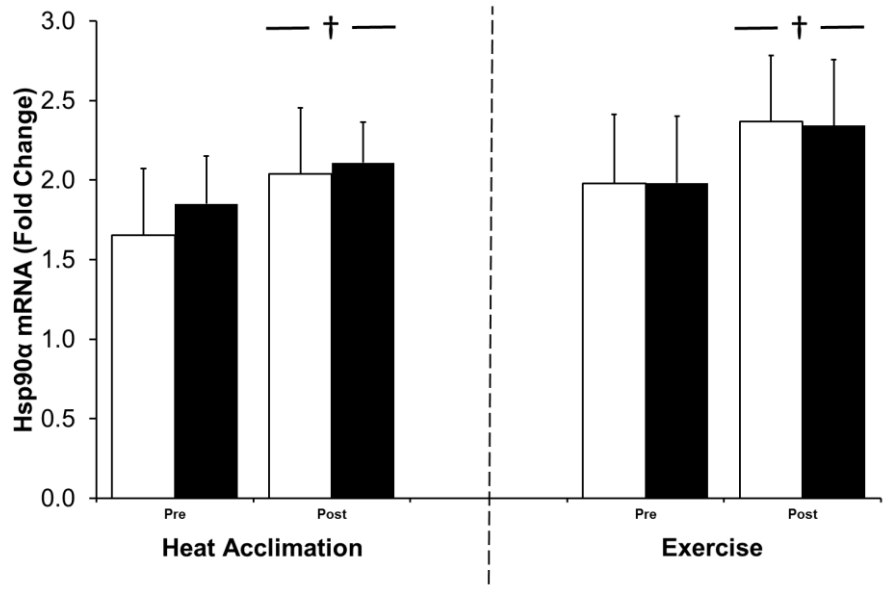 Hsp90α mRNA (Fold Change)
3.0
2.5
2.0
1.5
1.0
0.5
0.0
†
†
Pre
Post
Pre
Post
Heat Acclimation
Exercise